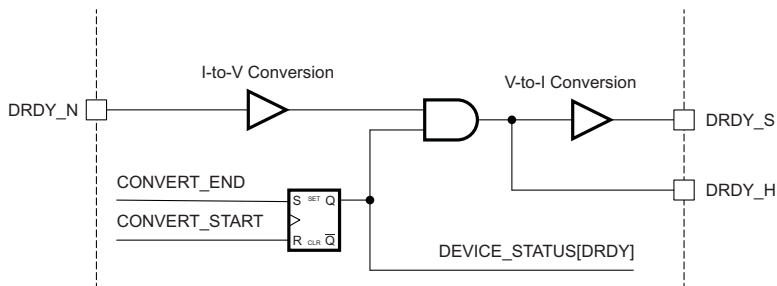 I-to-V Conversion
V-to-I Conversion
DRDY_N
DRDY_S
DRDY_H
CONVERT_END
CONVERT_START
S SET Q
R CLR Q̅
DEVICE_STATUS[DRDY]